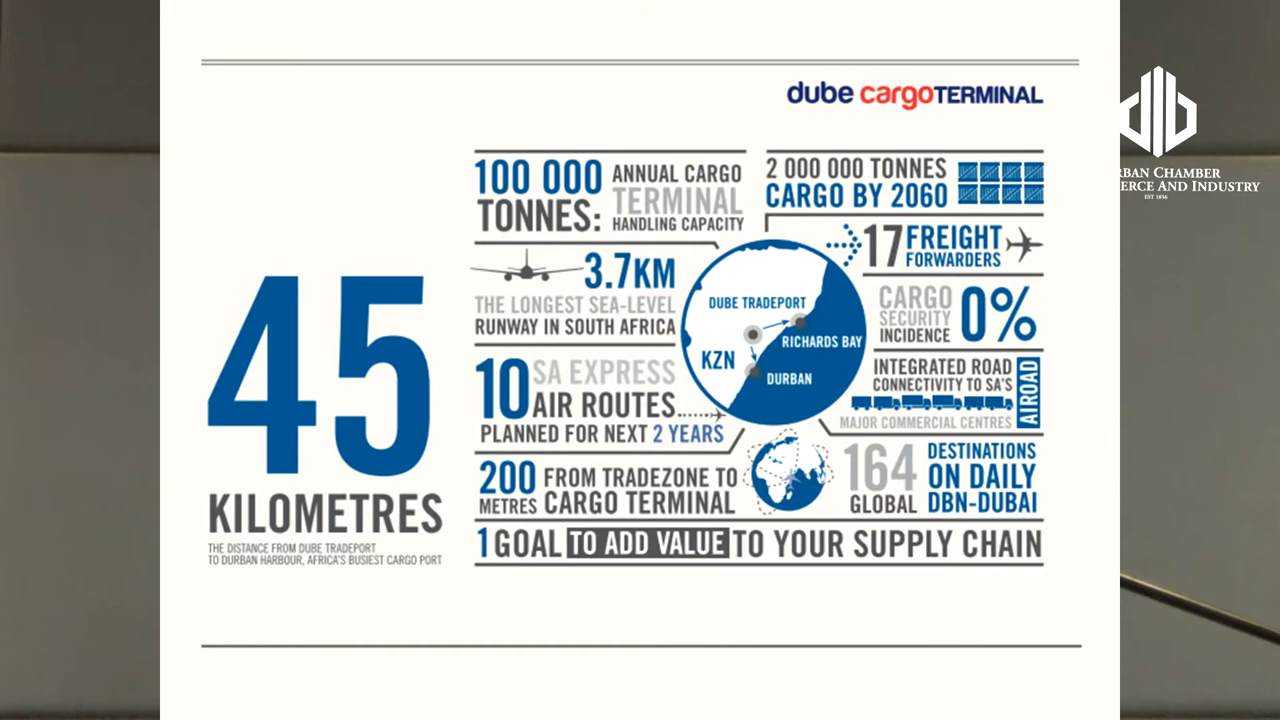 dube cargoTERMINAL
RBAN CHAMBER
ERCE AND INDUSTRY
EST 1856
45
KILOMETRES
THE DISTANCE FROM DUBE TRADEPORT
TO DURBAN HARBOUR, AFRICA'S BUSIEST CARGO PORT
100 000
TONNES:
ANNUAL CARGO
TERMINAL
HANDLING CAPACITY
2 000 000 TONNES
CARGO BY 2060
3.7KM
THE LONGEST SEA-LEVEL
RUNWAY IN SOUTH AFRICA
17 FREIGHT
FORWARDERS
DUBE TRADEPORT
RICHARDS BAY
KZN
DURBAN
CARGO
SECURITY
INCIDENCE
0%
10 SA EXPRESS
AIR ROUTES
PLANNED FOR NEXT 2 YEARS
INTEGRATED ROAD
CONNECTIVITY TO SA'S
MAJOR COMMERCIAL CENTRES
AIROAD
200
METRES
FROM TRADEZONE TO
CARGO TERMINAL
164
GLOBAL
DESTINATIONS
ON DAILY
DBN-DUBAI
1 GOAL TO ADD VALUE TO YOUR SUPPLY CHAIN